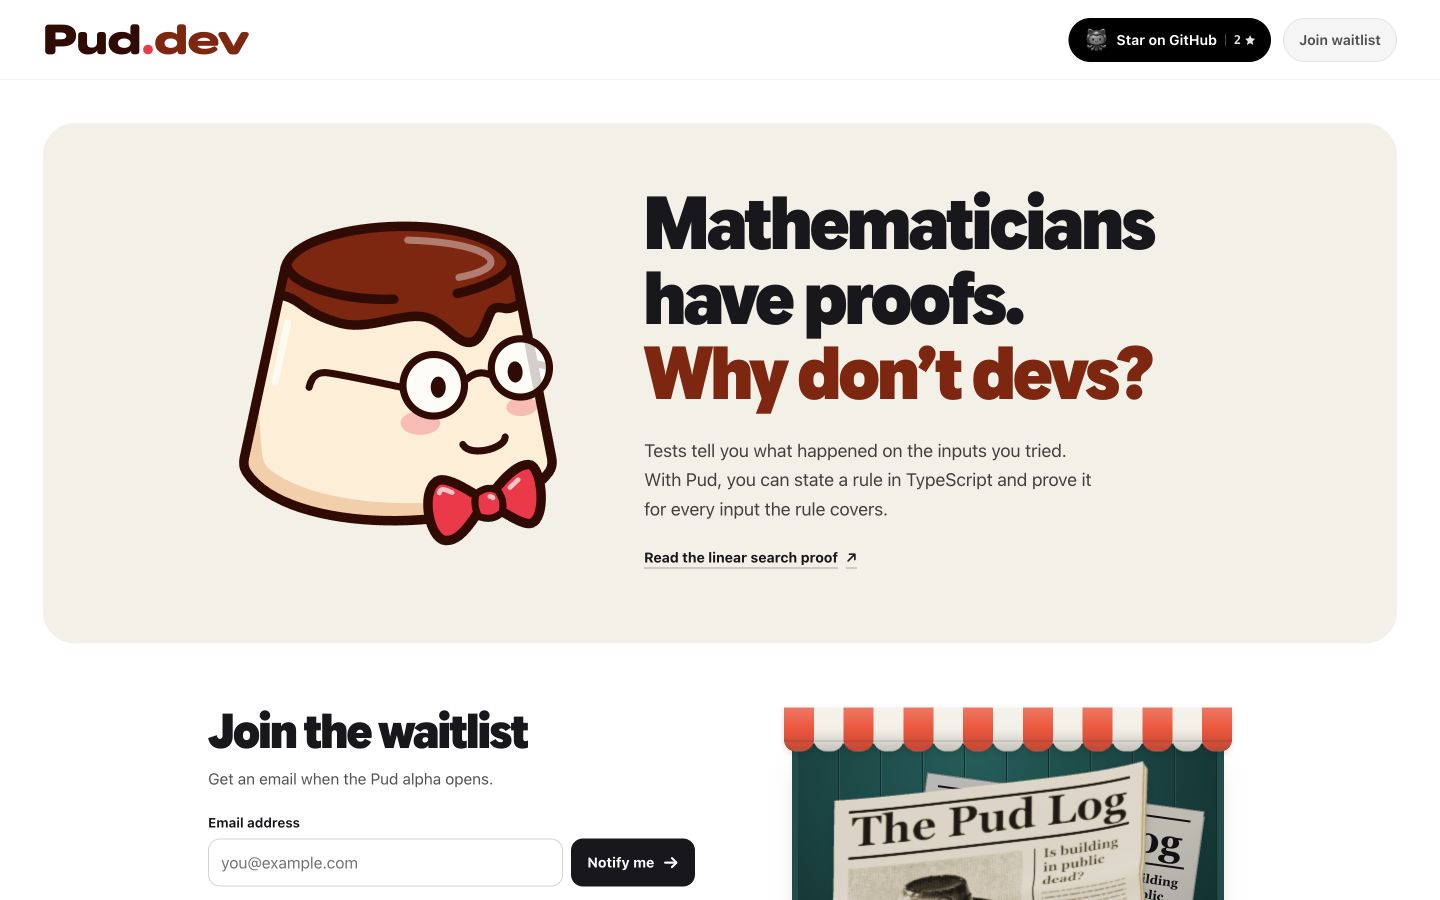 Pud.dev
Star on GitHub 2 ★
Join waitlist
Mathematicians
have proofs.
Why don’t devs?
Tests tell you what happened on the inputs you tried.
With Pud, you can state a rule in TypeScript and prove it
for every input the rule covers.
Read the linear search proof ↗
Join the waitlist
Get an email when the Pud alpha opens.
Email address
you@example.com
Notify me →
The Pud Log
Is building
in public
dead?
og
lding